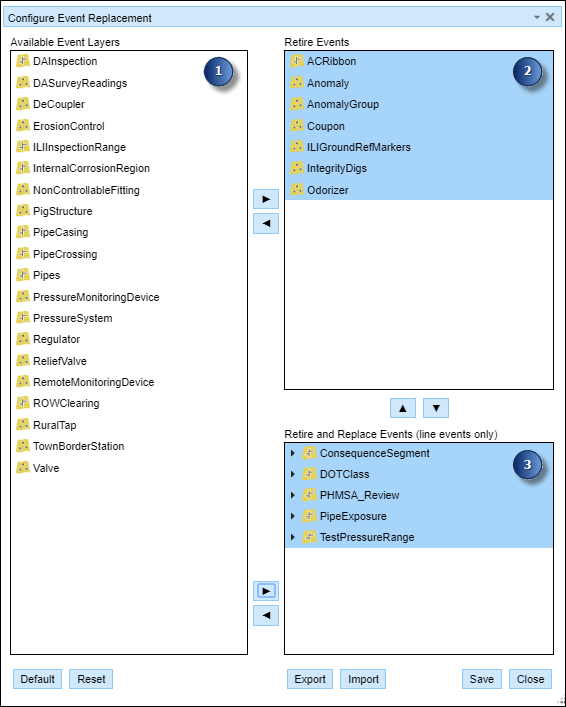 Configure Event Replacement
Available Event Layers
1
DAInspection
DASurveyReadings
DeCoupler
ErosionControl
ILIInspectionRange
InternalCorrosionRegion
NonControllableFitting
PigStructure
PipeCasing
PipeCrossing
Pipes
PressureMonitoringDevice
PressureSystem
Regulator
ReliefValve
RemoteMonitoringDevice
ROWClearing
RuralTap
TownBorderStation
Valve
Retire Events
2
ACRibbon
Anomaly
AnomalyGroup
Coupon
ILIGroundRefMarkers
IntegrityDigs
Odorizer
Retire and Replace Events (line events only)
3
ConsequenceSegment
DOTClass
PHMSA_Review
PipeExposure
TestPressureRange
Default Reset Export Import Save Close